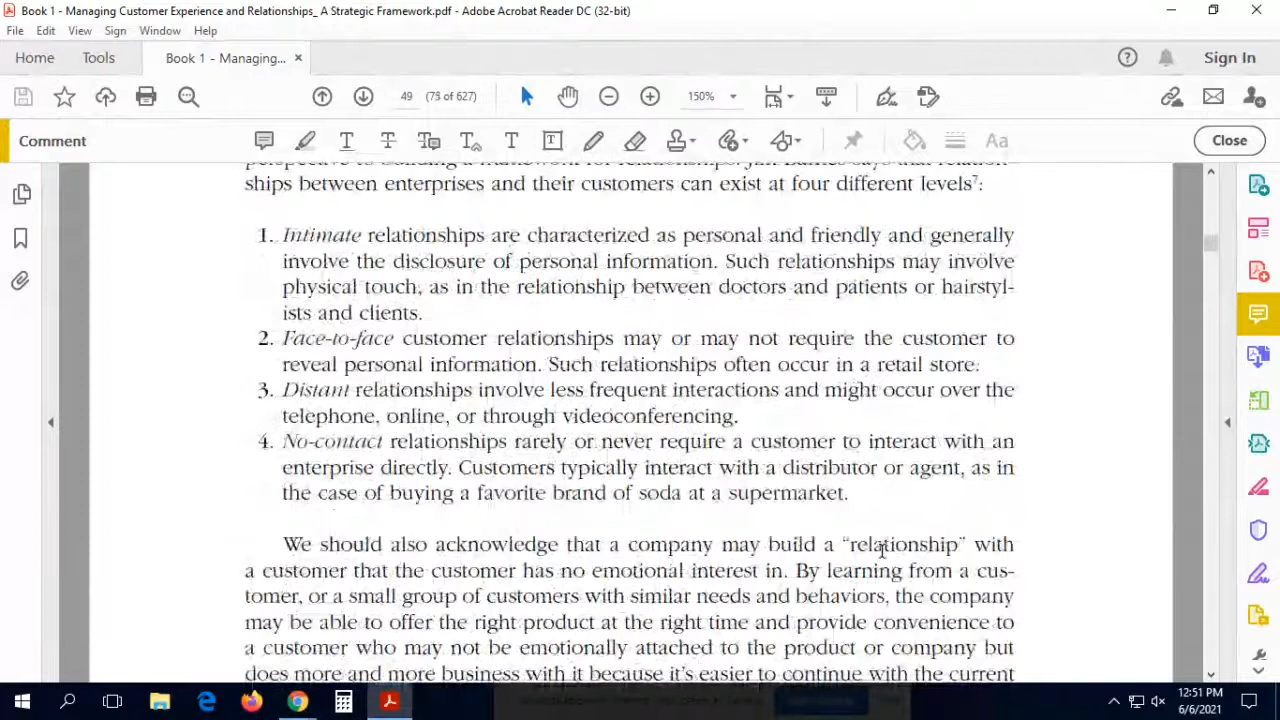 Book 1 - Managing Customer Experience and Relationships_ A Strategic Framework.pdf - Adobe Acrobat Reader DC (32-bit)
File Edit View Sign Window Help
Home Tools Book 1 - Managing... × Sign In
49 (73 of 627) 150%
Comment Close
ships between enterprises and their customers can exist at four different levels⁷:
1. Intimate relationships are characterized as personal and friendly and generally
involve the disclosure of personal information. Such relationships may involve
physical touch, as in the relationship between doctors and patients or hairstyl-
ists and clients.
2. Face-to-face customer relationships may or may not require the customer to
reveal personal information. Such relationships often occur in a retail store.
3. Distant relationships involve less frequent interactions and might occur over the
telephone, online, or through videoconferencing.
4. No-contact relationships rarely or never require a customer to interact with an
enterprise directly. Customers typically interact with a distributor or agent, as in
the case of buying a favorite brand of soda at a supermarket.
We should also acknowledge that a company may build a “relationship” with
a customer that the customer has no emotional interest in. By learning from a cus-
tomer, or a small group of customers with similar needs and behaviors, the company
may be able to offer the right product at the right time and provide convenience to
a customer who may not be emotionally attached to the product or company but
does more and more business with it because it’s easier to continue with the current
12:51 PM
6/6/2021